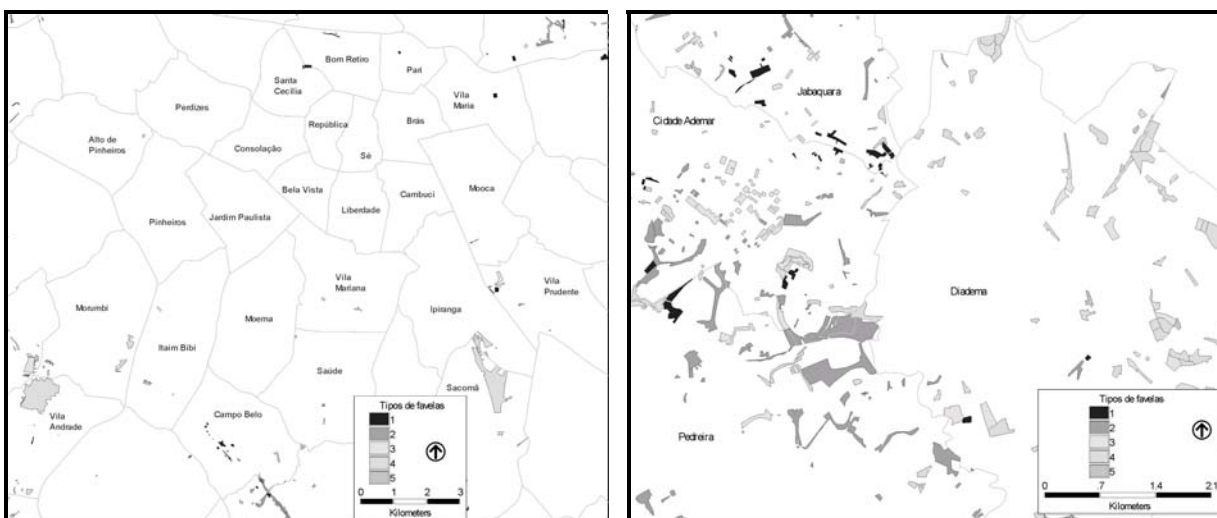 Bom Retiro
Pari
Santa
Cecília
Vila
Maria
Perdizes
República
Brás
Alto de
Pinheiros
Consolação
Sé
Bela Vista
Cambuci
Mooca
Liberdade
Pinheiros
Jardim Paulista
Vila
Mariana
Vila
Prudente
Morumbi
Moema
Ipiranga
Itaim Bibi
Saúde
Sacomã
Vila
Andrade
Campo Belo
Tipos de favelas
1
2
3
4
5
0 1 2 3
Kilometers
Jabaquara
Cidade Ademar
Diadema
Pedreira
Tipos de favelas
1
2
3
4
5
0 .7 1.4 2.1
Kilometers